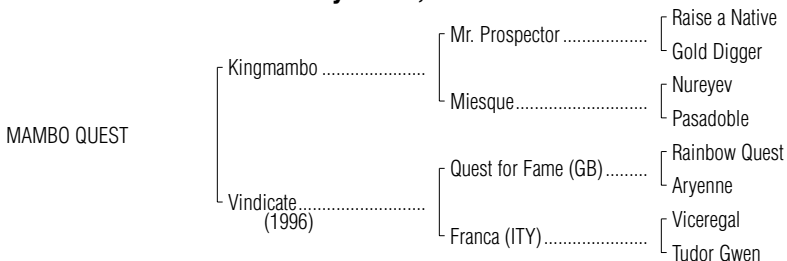 Raise a Native
Mr. Prospector ..................
Gold Digger
Kingmambo ......................
Nureyev
Miesque............................
Pasadoble
MAMBO QUEST
Rainbow Quest
Quest for Fame (GB) .........
Aryenne
Vindicate...........................
(1996)
Viceregal
Franca (ITY)......................
Tudor Gwen